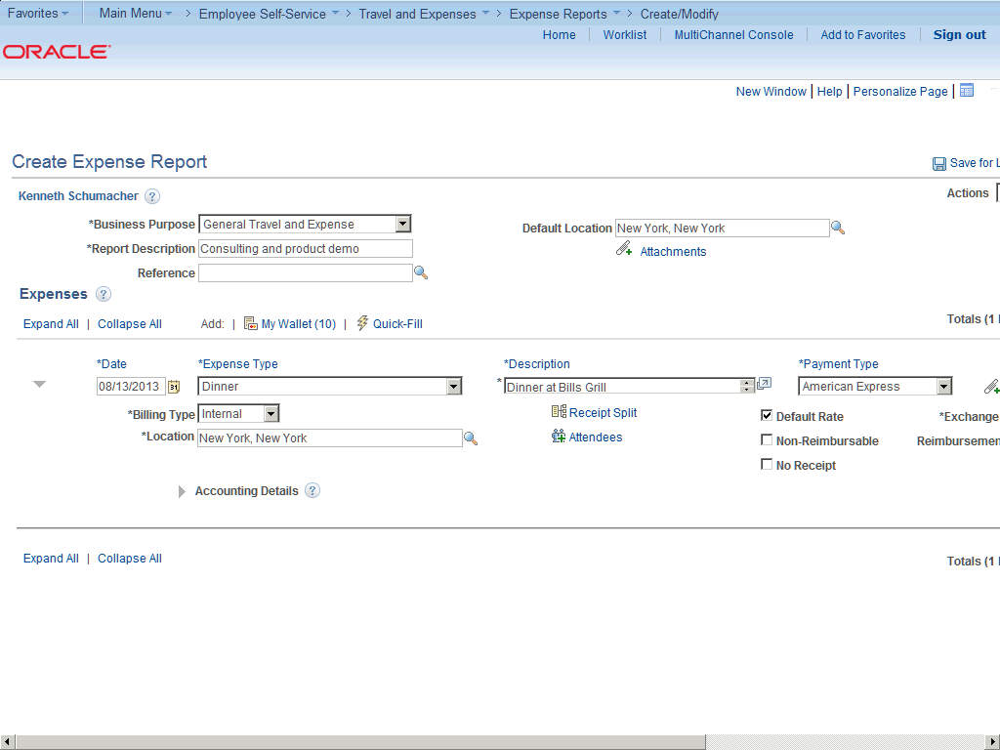 Favorites Main Menu > Employee Self-Service > Travel and Expenses > Expense Reports > Create/Modify
Home Worklist MultiChannel Console Add to Favorites Sign out
ORACLE
New Window | Help | Personalize Page |
Create Expense Report
Save for L
Kenneth Schumacher ?
Actions
*Business Purpose General Travel and Expense
Default Location New York, New York
*Report Description Consulting and product demo
Attachments
Reference
Expenses ?
Expand All | Collapse All Add: | My Wallet (10) | Quick-Fill
Totals (1
*Date *Expense Type *Description *Payment Type
08/13/2013 31 Dinner * Dinner at Bills Grill American Express
*Billing Type Internal Receipt Split Default Rate *Exchange
*Location New York, New York Attendees Non-Reimbursable Reimbursemen
No Receipt
Accounting Details ?
Expand All | Collapse All
Totals (1